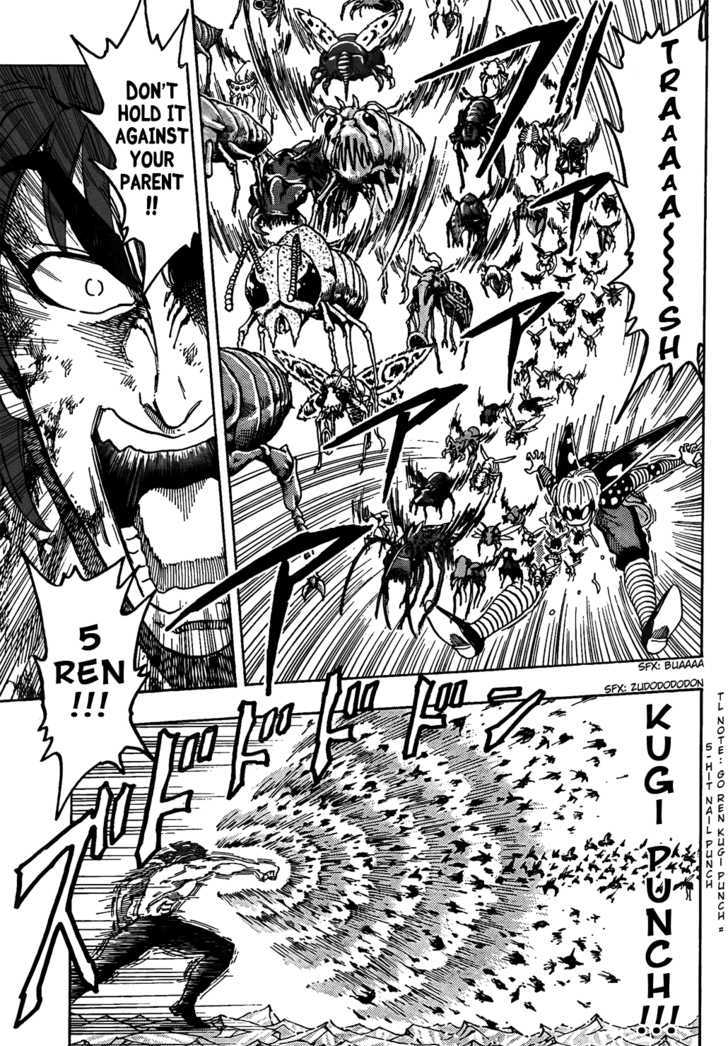 TRAAAAA~~~SH
ブアアアア
SFX: BUAAAA
DON'T
HOLD IT
AGAINST
YOUR
PARENT
!!
5
REN
!!!
SFX: ZUDODODODON
KUGI PUNCH!!!
ズドドドドン
TL NOTE: GO REN KUGI PUNCH =
5-HIT NAIL PUNCH